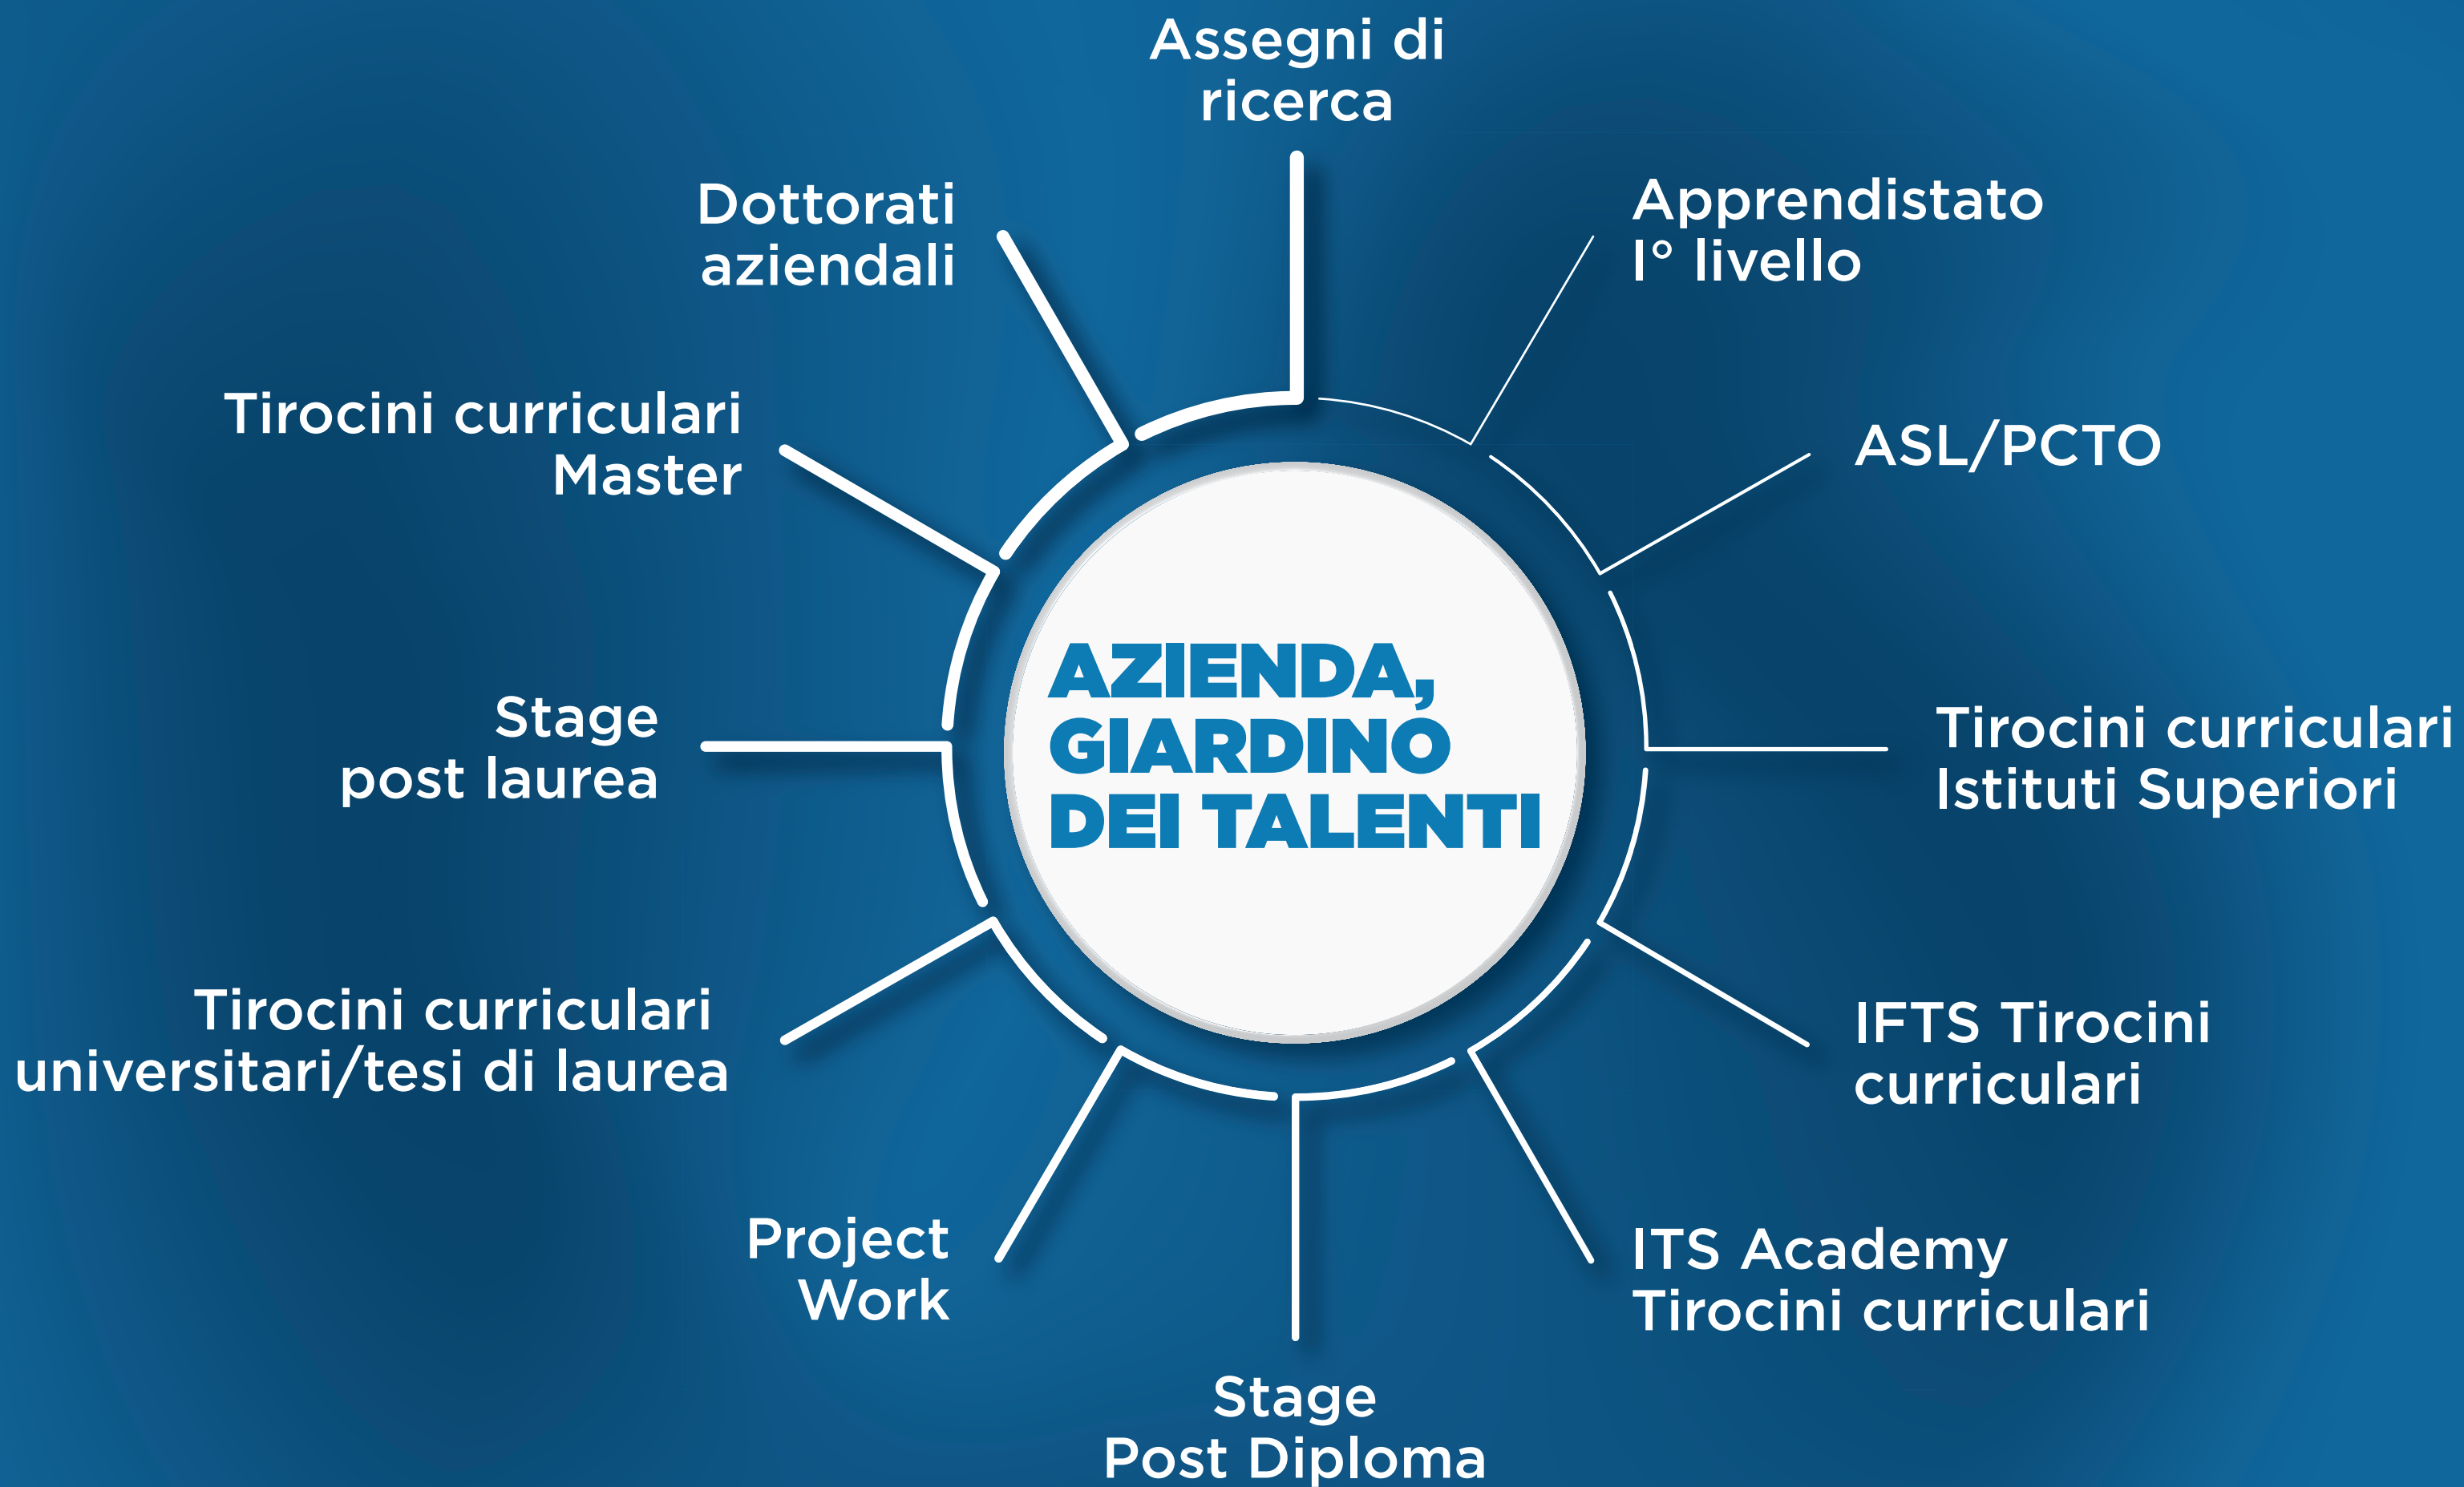 Assegni di
ricerca
Apprendistato
I° livello
ASL/PCTO
Tirocini curriculari
Istituti Superiori
IFTS Tirocini
curriculari
ITS Academy
Tirocini curriculari
Stage
Post Diploma
Project
Work
Tirocini curriculari
universitari/tesi di laurea
Stage
post laurea
Tirocini curriculari
Master
Dottorati
aziendali
AZIENDA,
GIARDINO
DEI TALENTI